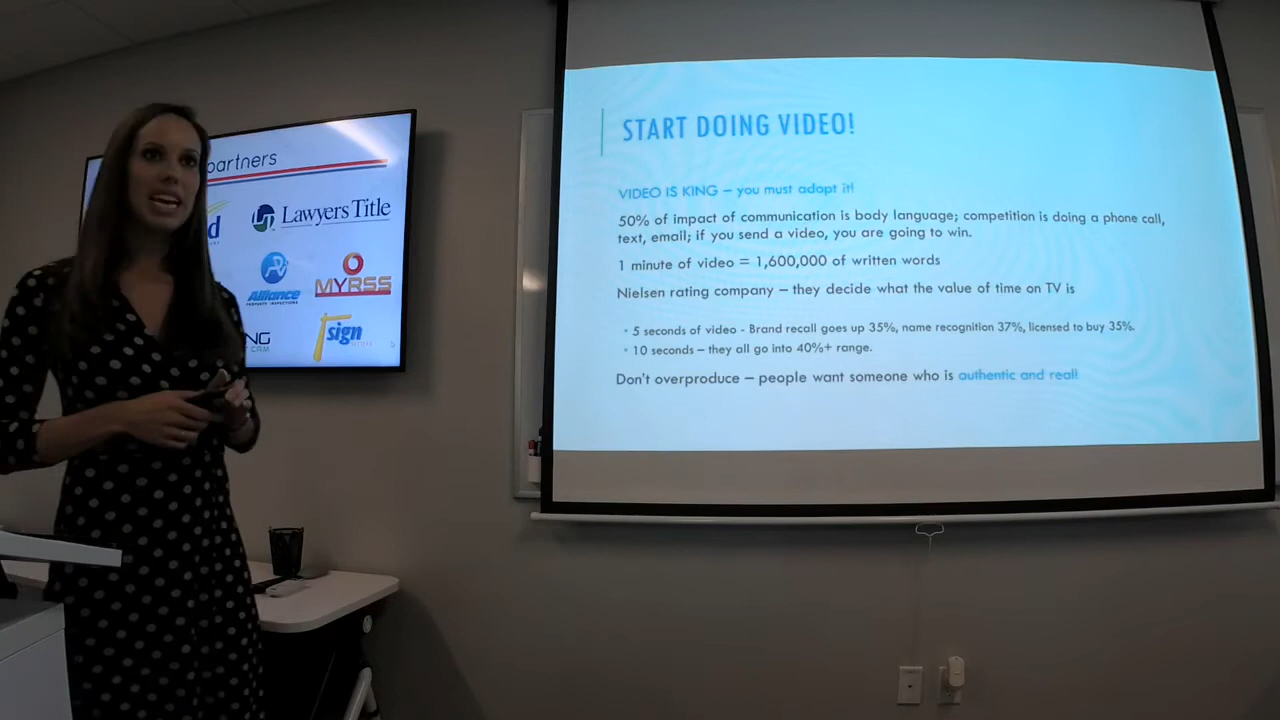 partners
d
Lawyers Title
Alliance
PROPERTY INSPECTIONS
MYRSS
NG
T CRM
sign
START DOING VIDEO!
VIDEO IS KING – you must adopt it!
50% of impact of communication is body language; competition is doing a phone call,
text, email; if you send a video, you are going to win.
1 minute of video = 1,600,000 of written words
Nielsen rating company – they decide what the value of time on TV is
• 5 seconds of video - Brand recall goes up 35%, name recognition 37%, licensed to buy 35%.
• 10 seconds – they all go into 40%+ range.
Don't overproduce – people want someone who is authentic and real!